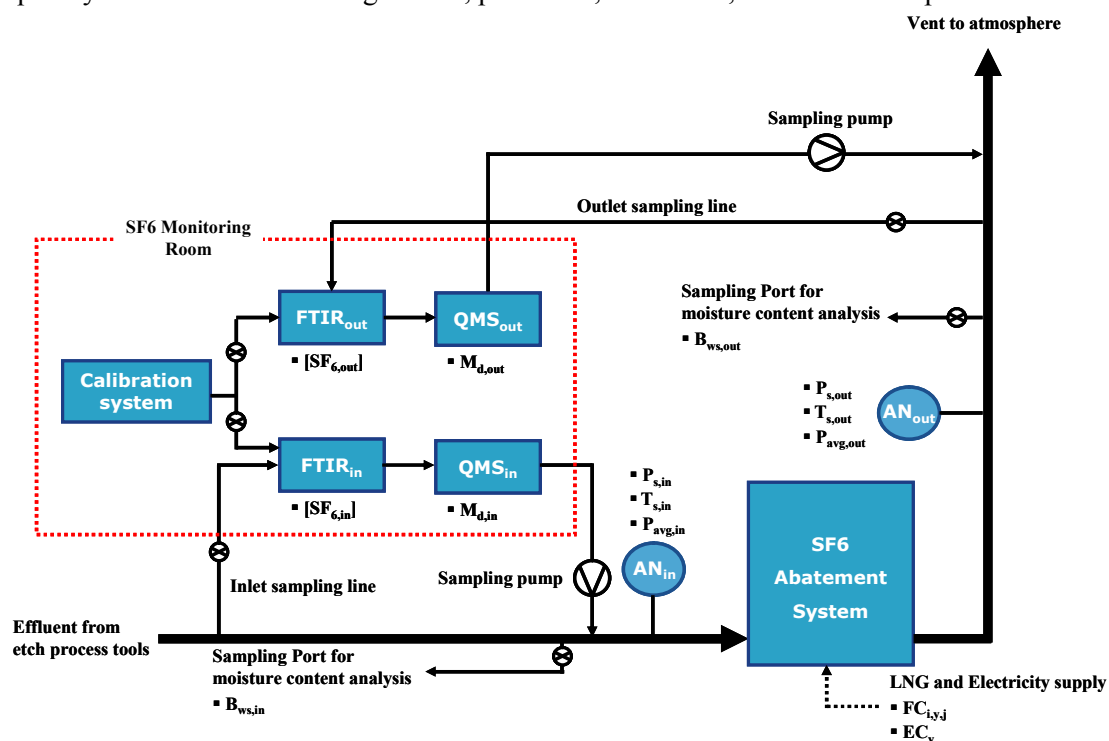 Vent to atmosphere
Sampling pump
Outlet sampling line
SF6 Monitoring
Room
Sampling Port for
moisture content analysis
▪ Bws,out
FTIRout
QMSout
▪ [SF6,out]
▪ Md,out
Calibration
system
▪ Ps,out
▪ Ts,out
▪ Pavg,out
ANout
FTIRin
QMSin
▪ [SF6,in]
▪ Md,in
▪ Ps,in
▪ Ts,in
▪ Pavg,in
ANin
SF6
Abatement
System
Inlet sampling line
Sampling pump
Effluent from
etch process tools
Sampling Port for
moisture content analysis
▪ Bws,in
LNG and Electricity supply
▪ FCi,y,j
▪ ECy